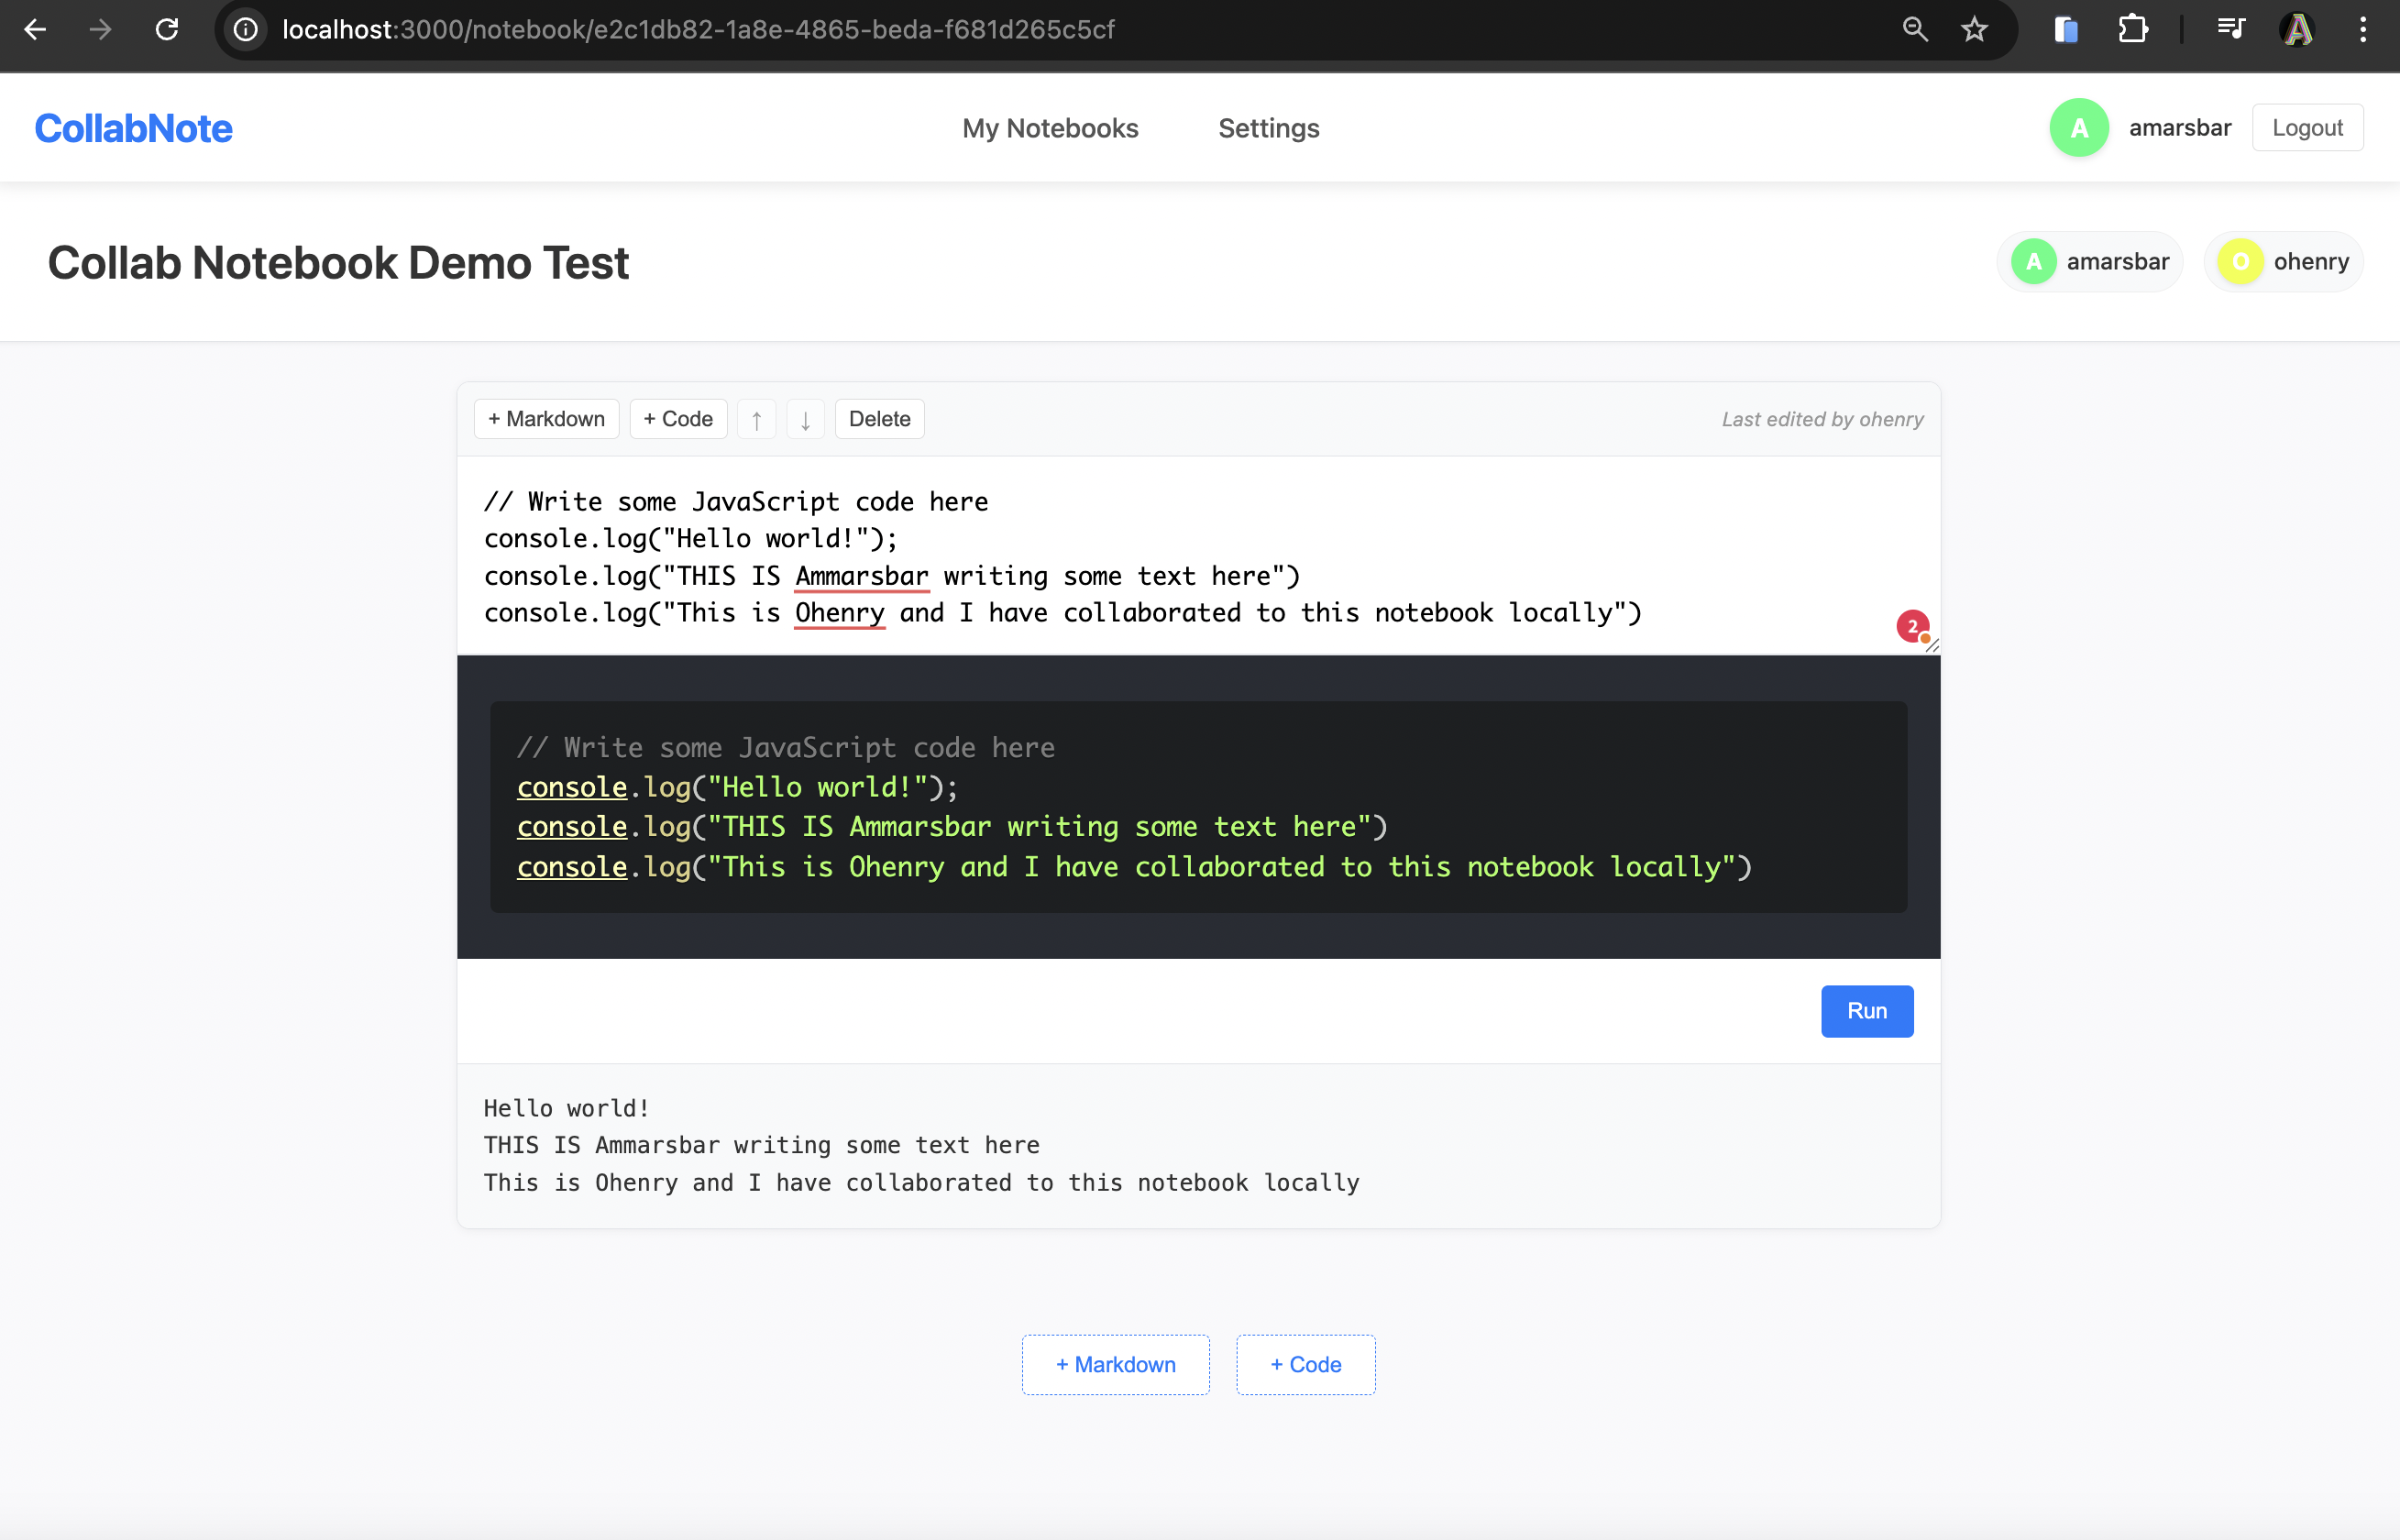 localhost:3000/notebook/e2c1db82-1a8e-4865-beda-f681d265c5cf
CollabNote My Notebooks Settings A amarsbar Logout
Collab Notebook Demo Test A amarsbar O ohenry
+ Markdown + Code ↑ ↓ Delete Last edited by ohenry
// Write some JavaScript code here
console.log("Hello world!");
console.log("THIS IS Ammarsbar writing some text here")
console.log("This is Ohenry and I have collaborated to this notebook locally")
2
// Write some JavaScript code here
console.log("Hello world!");
console.log("THIS IS Ammarsbar writing some text here")
console.log("This is Ohenry and I have collaborated to this notebook locally")
Run
Hello world!
THIS IS Ammarsbar writing some text here
This is Ohenry and I have collaborated to this notebook locally
+ Markdown + Code